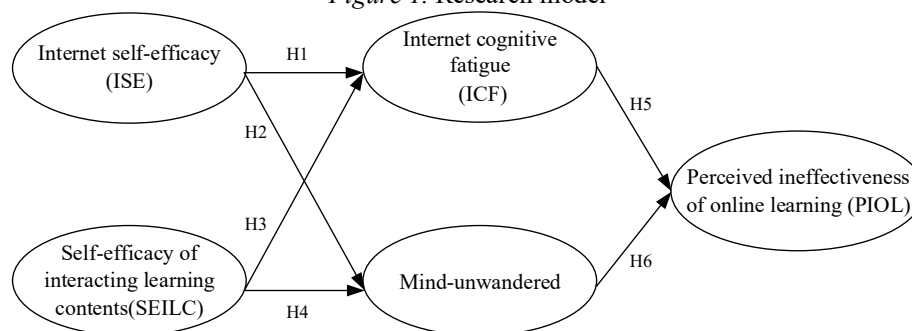 Figure 1. Research model
Internet self-efficacy
(ISE)
H1
Internet cognitive
fatigue
(ICF)
H2
H5
Perceived ineffectiveness
of online learning (PIOL)
H3
Self-efficacy of
interacting learning
contents(SEILC)
H4
Mind-unwandered
H6